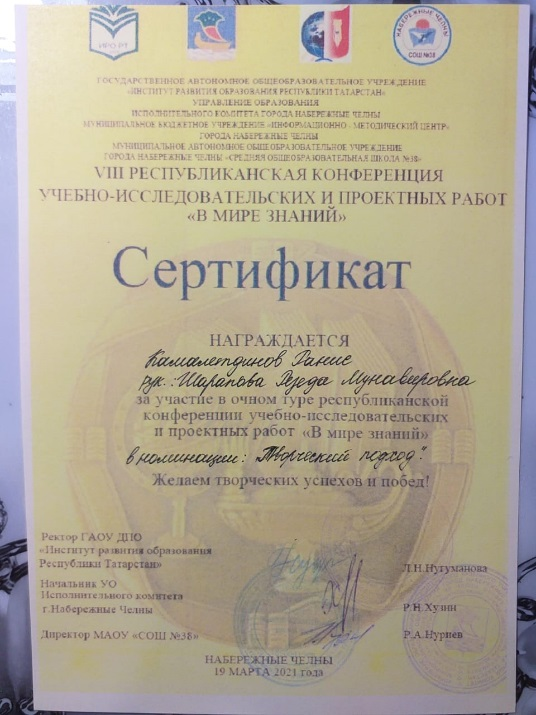 ИРО РТ
НАБЕРЕЖНЫЕ ЧЕЛНЫ
СОШ №38
ГОСУДАРСТВЕННОЕ АВТОНОМНОЕ ОБЩЕОБРАЗОВАТЕЛЬНОЕ УЧРЕЖДЕНИЕ
«ИНСТИТУТ РАЗВИТИЯ ОБРАЗОВАНИЯ РЕСПУБЛИКИ ТАТАРСТАН»
УПРАВЛЕНИЕ ОБРАЗОВАНИЯ
ИСПОЛНИТЕЛЬНОГО КОМИТЕТА ГОРОДА НАБЕРЕЖНЫЕ ЧЕЛНЫ
МУНИЦИПАЛЬНОЕ БЮДЖЕТНОЕ УЧРЕЖДЕНИЕ «ИНФОРМАЦИОННО - МЕТОДИЧЕСКИЙ ЦЕНТР»
ГОРОДА НАБЕРЕЖНЫЕ ЧЕЛНЫ
МУНИЦИПАЛЬНОЕ АВТОНОМНОЕ ОБЩЕОБРАЗОВАТЕЛЬНОЕ УЧРЕЖДЕНИЕ
ГОРОДА НАБЕРЕЖНЫЕ ЧЕЛНЫ «СРЕДНЯЯ ОБЩЕОБРАЗОВАТЕЛЬНАЯ ШКОЛА №38»
VIII РЕСПУБЛИКАНСКАЯ КОНФЕРЕНЦИЯ
УЧЕБНО-ИССЛЕДОВАТЕЛЬСКИХ И ПРОЕКТНЫХ РАБОТ
«В МИРЕ ЗНАНИЙ»
Сертификат
НАГРАЖДАЕТСЯ
Камалетдинов Ранис
рук.: Шарапова Резеда Мунавировна
за участие в очном туре республиканской
конференции учебно-исследовательских
и проектных работ «В мире знаний»
в номинации: "Творческий подход".
Желаем творческих успехов и побед!
Ректор ГАОУ ДПО
«Институт развития образования
Республики Татарстан» Л.Н.Нугуманова
Начальник УО
Исполнительного комитета
г.Набережные Челны Р.Н.Хузин
Директор МАОУ «СОШ №38» Р.А.Нуриев
НАБЕРЕЖНЫЕ ЧЕЛНЫ
19 МАРТА 2021 года